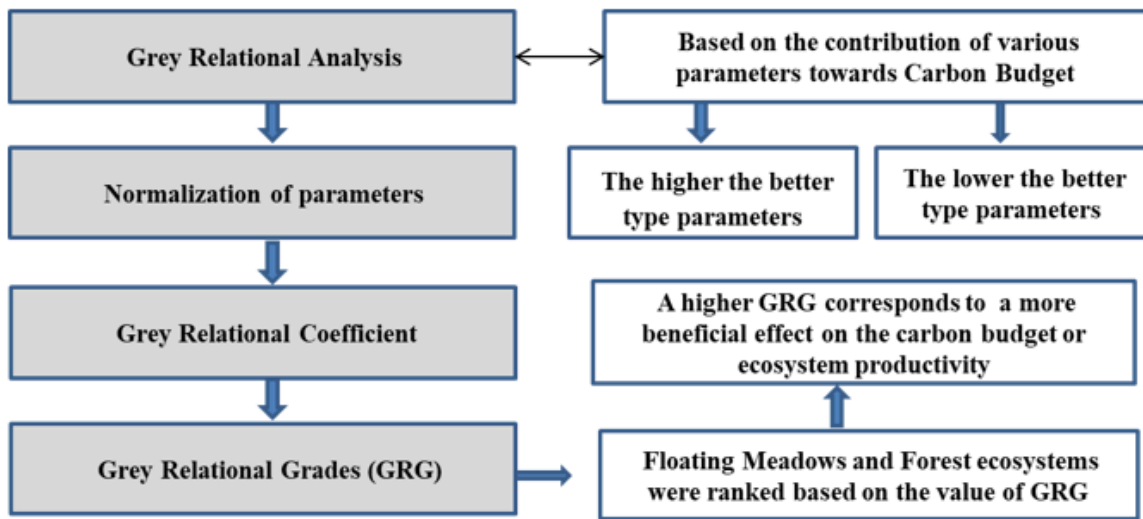 Grey Relational Analysis
Based on the contribution of various
parameters towards Carbon Budget
Normalization of parameters
The higher the better
type parameters
The lower the better
type parameters
Grey Relational Coefficient
A higher GRG corresponds to a more
beneficial effect on the carbon budget or
ecosystem productivity
Grey Relational Grades (GRG)
Floating Meadows and Forest ecosystems
were ranked based on the value of GRG